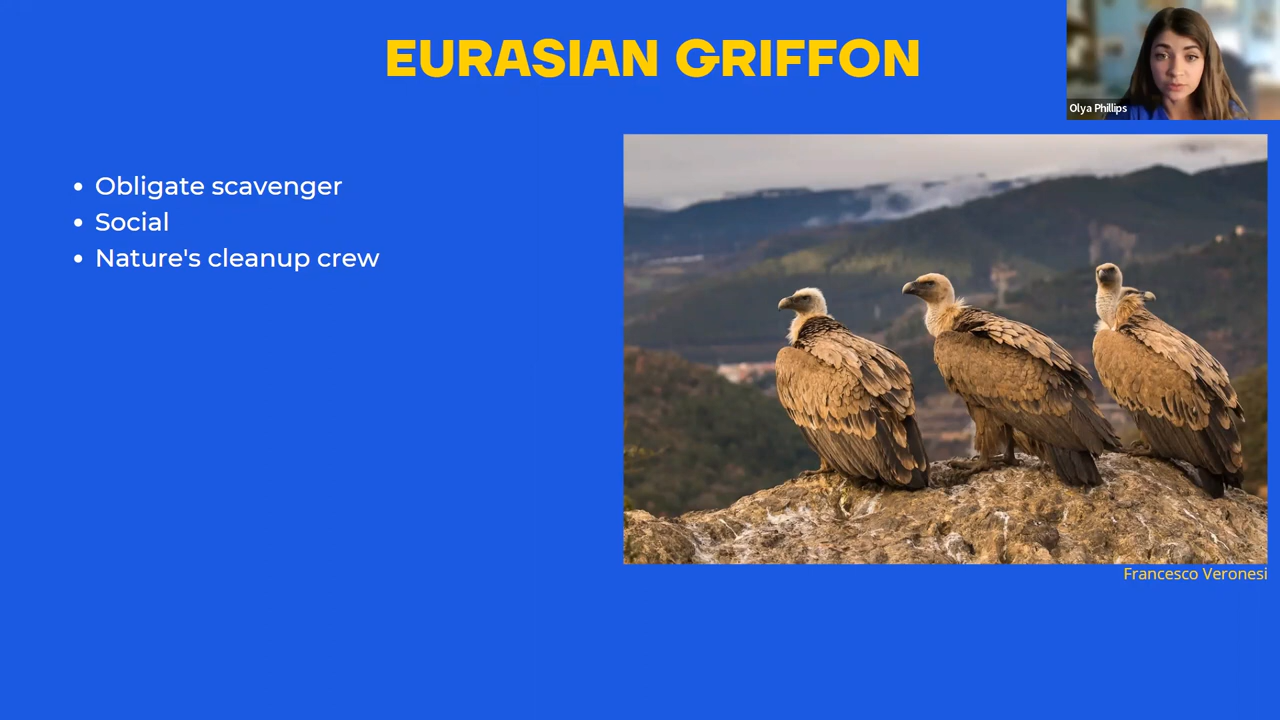 EURASIAN GRIFFON
Olya Phillips
• Obligate scavenger
• Social
• Nature's cleanup crew
Francesco Veronesi